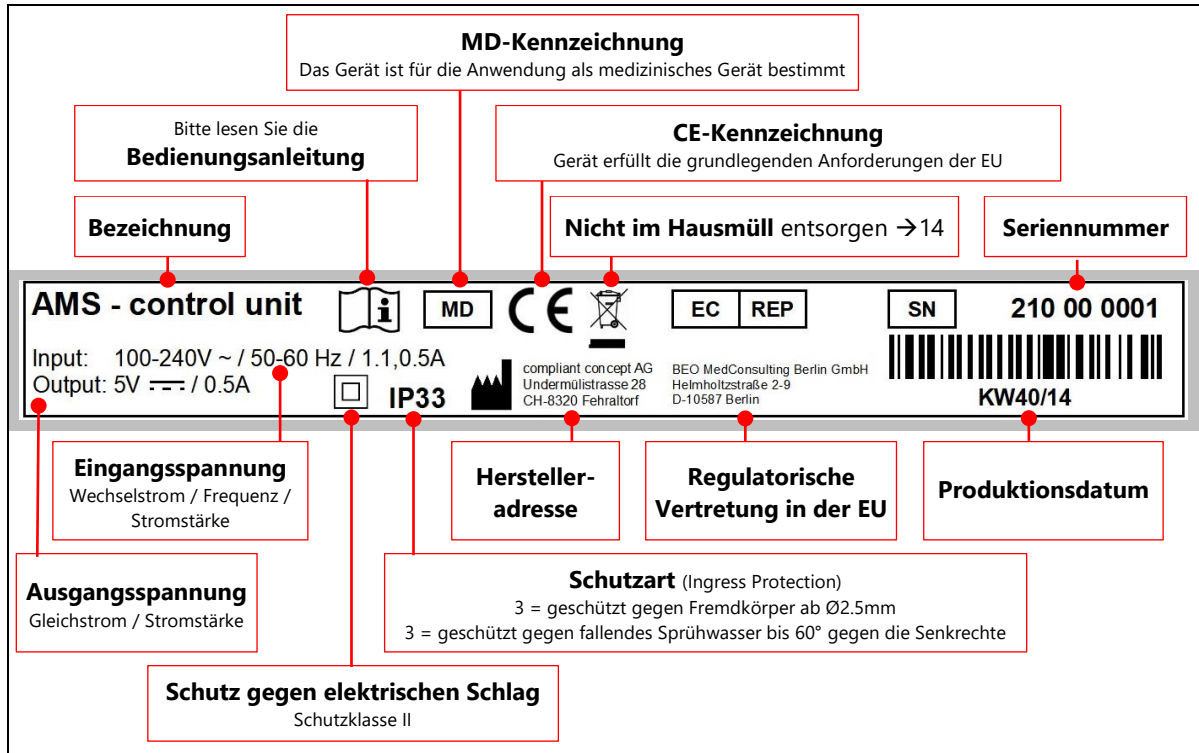 MD-Kennzeichnung
Das Gerät ist für die Anwendung als medizinisches Gerät bestimmt
Bitte lesen Sie die
Bedienungsanleitung
CE-Kennzeichnung
Gerät erfüllt die grundlegenden Anforderungen der EU
Bezeichnung
Nicht im Hausmüll entsorgen →14
Seriennummer
AMS - control unit
i
MD
CE
EC REP
SN
210 00 0001
Input: 100-240V ~ / 50-60 Hz / 1.1,0.5A
Output: 5V ⎓ / 0.5A
IP33
compliant concept AG
Undermülistrasse 28
CH-8320 Fehraltorf
BEO MedConsulting Berlin GmbH
Helmholtzstraße 2-9
D-10587 Berlin
KW40/14
Eingangsspannung
Wechselstrom / Frequenz /
Stromstärke
Hersteller-
adresse
Regulatorische
Vertretung in der EU
Produktionsdatum
Ausgangsspannung
Gleichstrom / Stromstärke
Schutzart (Ingress Protection)
3 = geschützt gegen Fremdkörper ab Ø2.5mm
3 = geschützt gegen fallendes Sprühwasser bis 60° gegen die Senkrechte
Schutz gegen elektrischen Schlag
Schutzklasse II